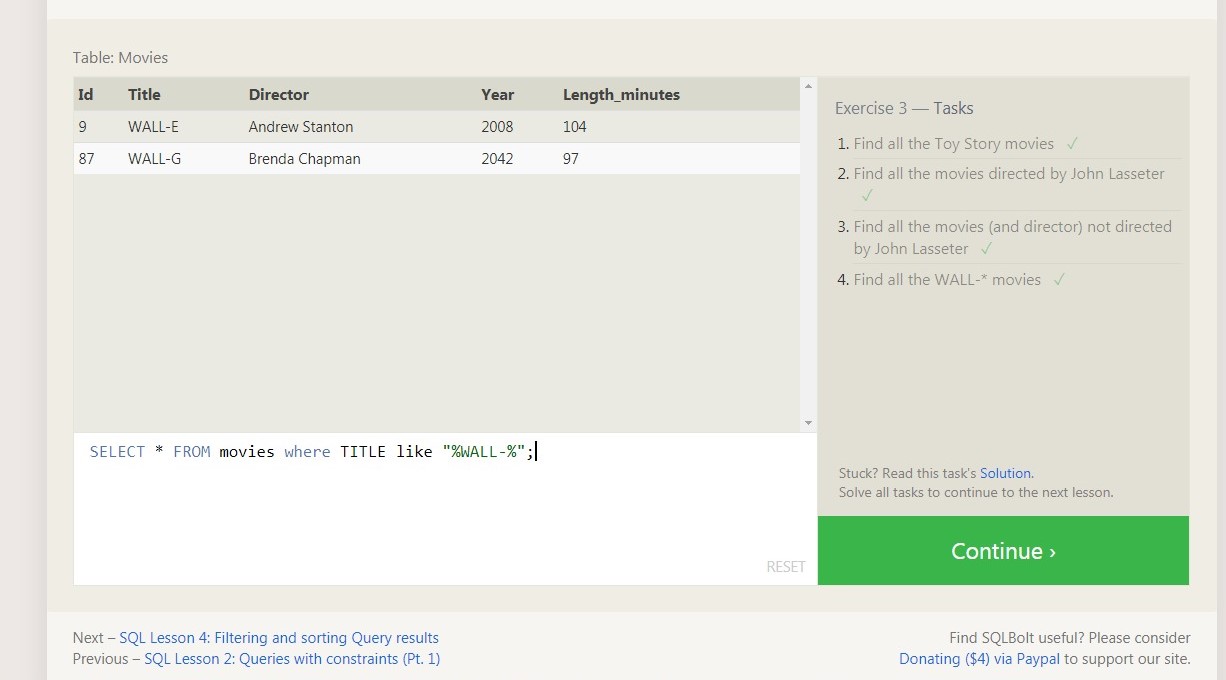 Table: Movies
Id Title Director Year Length_minutes
9 WALL-E Andrew Stanton 2008 104
87 WALL-G Brenda Chapman 2042 97
SELECT * FROM movies where TITLE like "%WALL-%";
RESET
Exercise 3 — Tasks
1. Find all the Toy Story movies ✓
2. Find all the movies directed by John Lasseter
✓
3. Find all the movies (and director) not directed
by John Lasseter ✓
4. Find all the WALL-* movies ✓
Stuck? Read this task's Solution.
Solve all tasks to continue to the next lesson.
Continue ›
Next – SQL Lesson 4: Filtering and sorting Query results
Previous – SQL Lesson 2: Queries with constraints (Pt. 1)
Find SQLBolt useful? Please consider
Donating ($4) via Paypal to support our site.